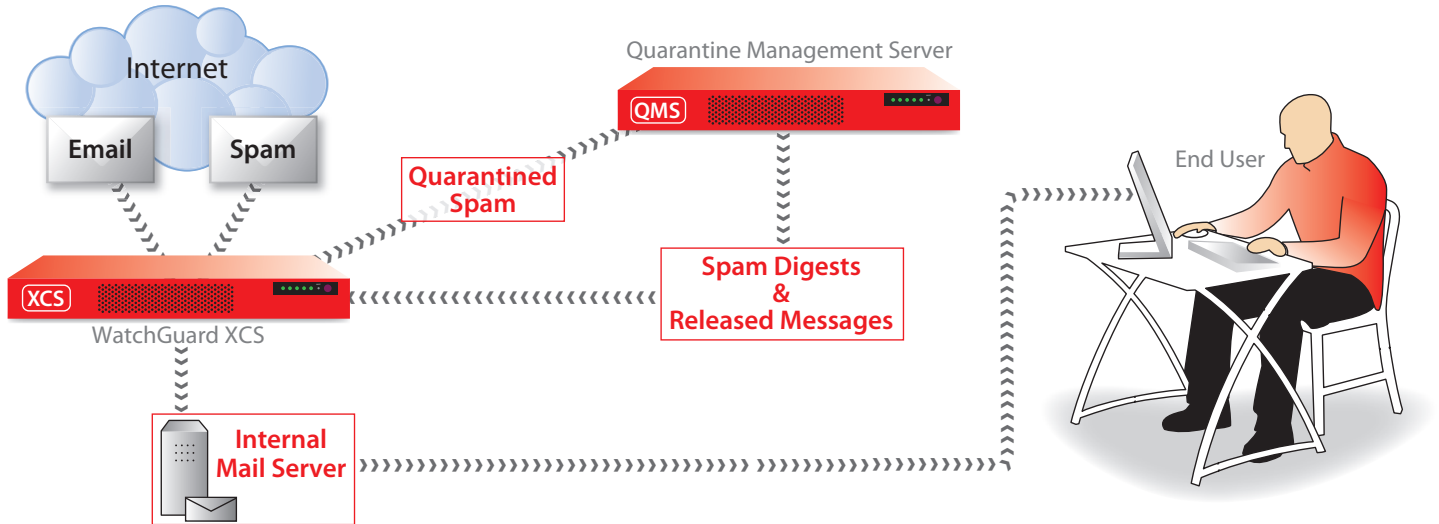 Internet
Email
Spam
Quarantine Management Server
QMS
End User
Quarantined
Spam
XCS
WatchGuard XCS
Spam Digests
&
Released Messages
Internal
Mail Server